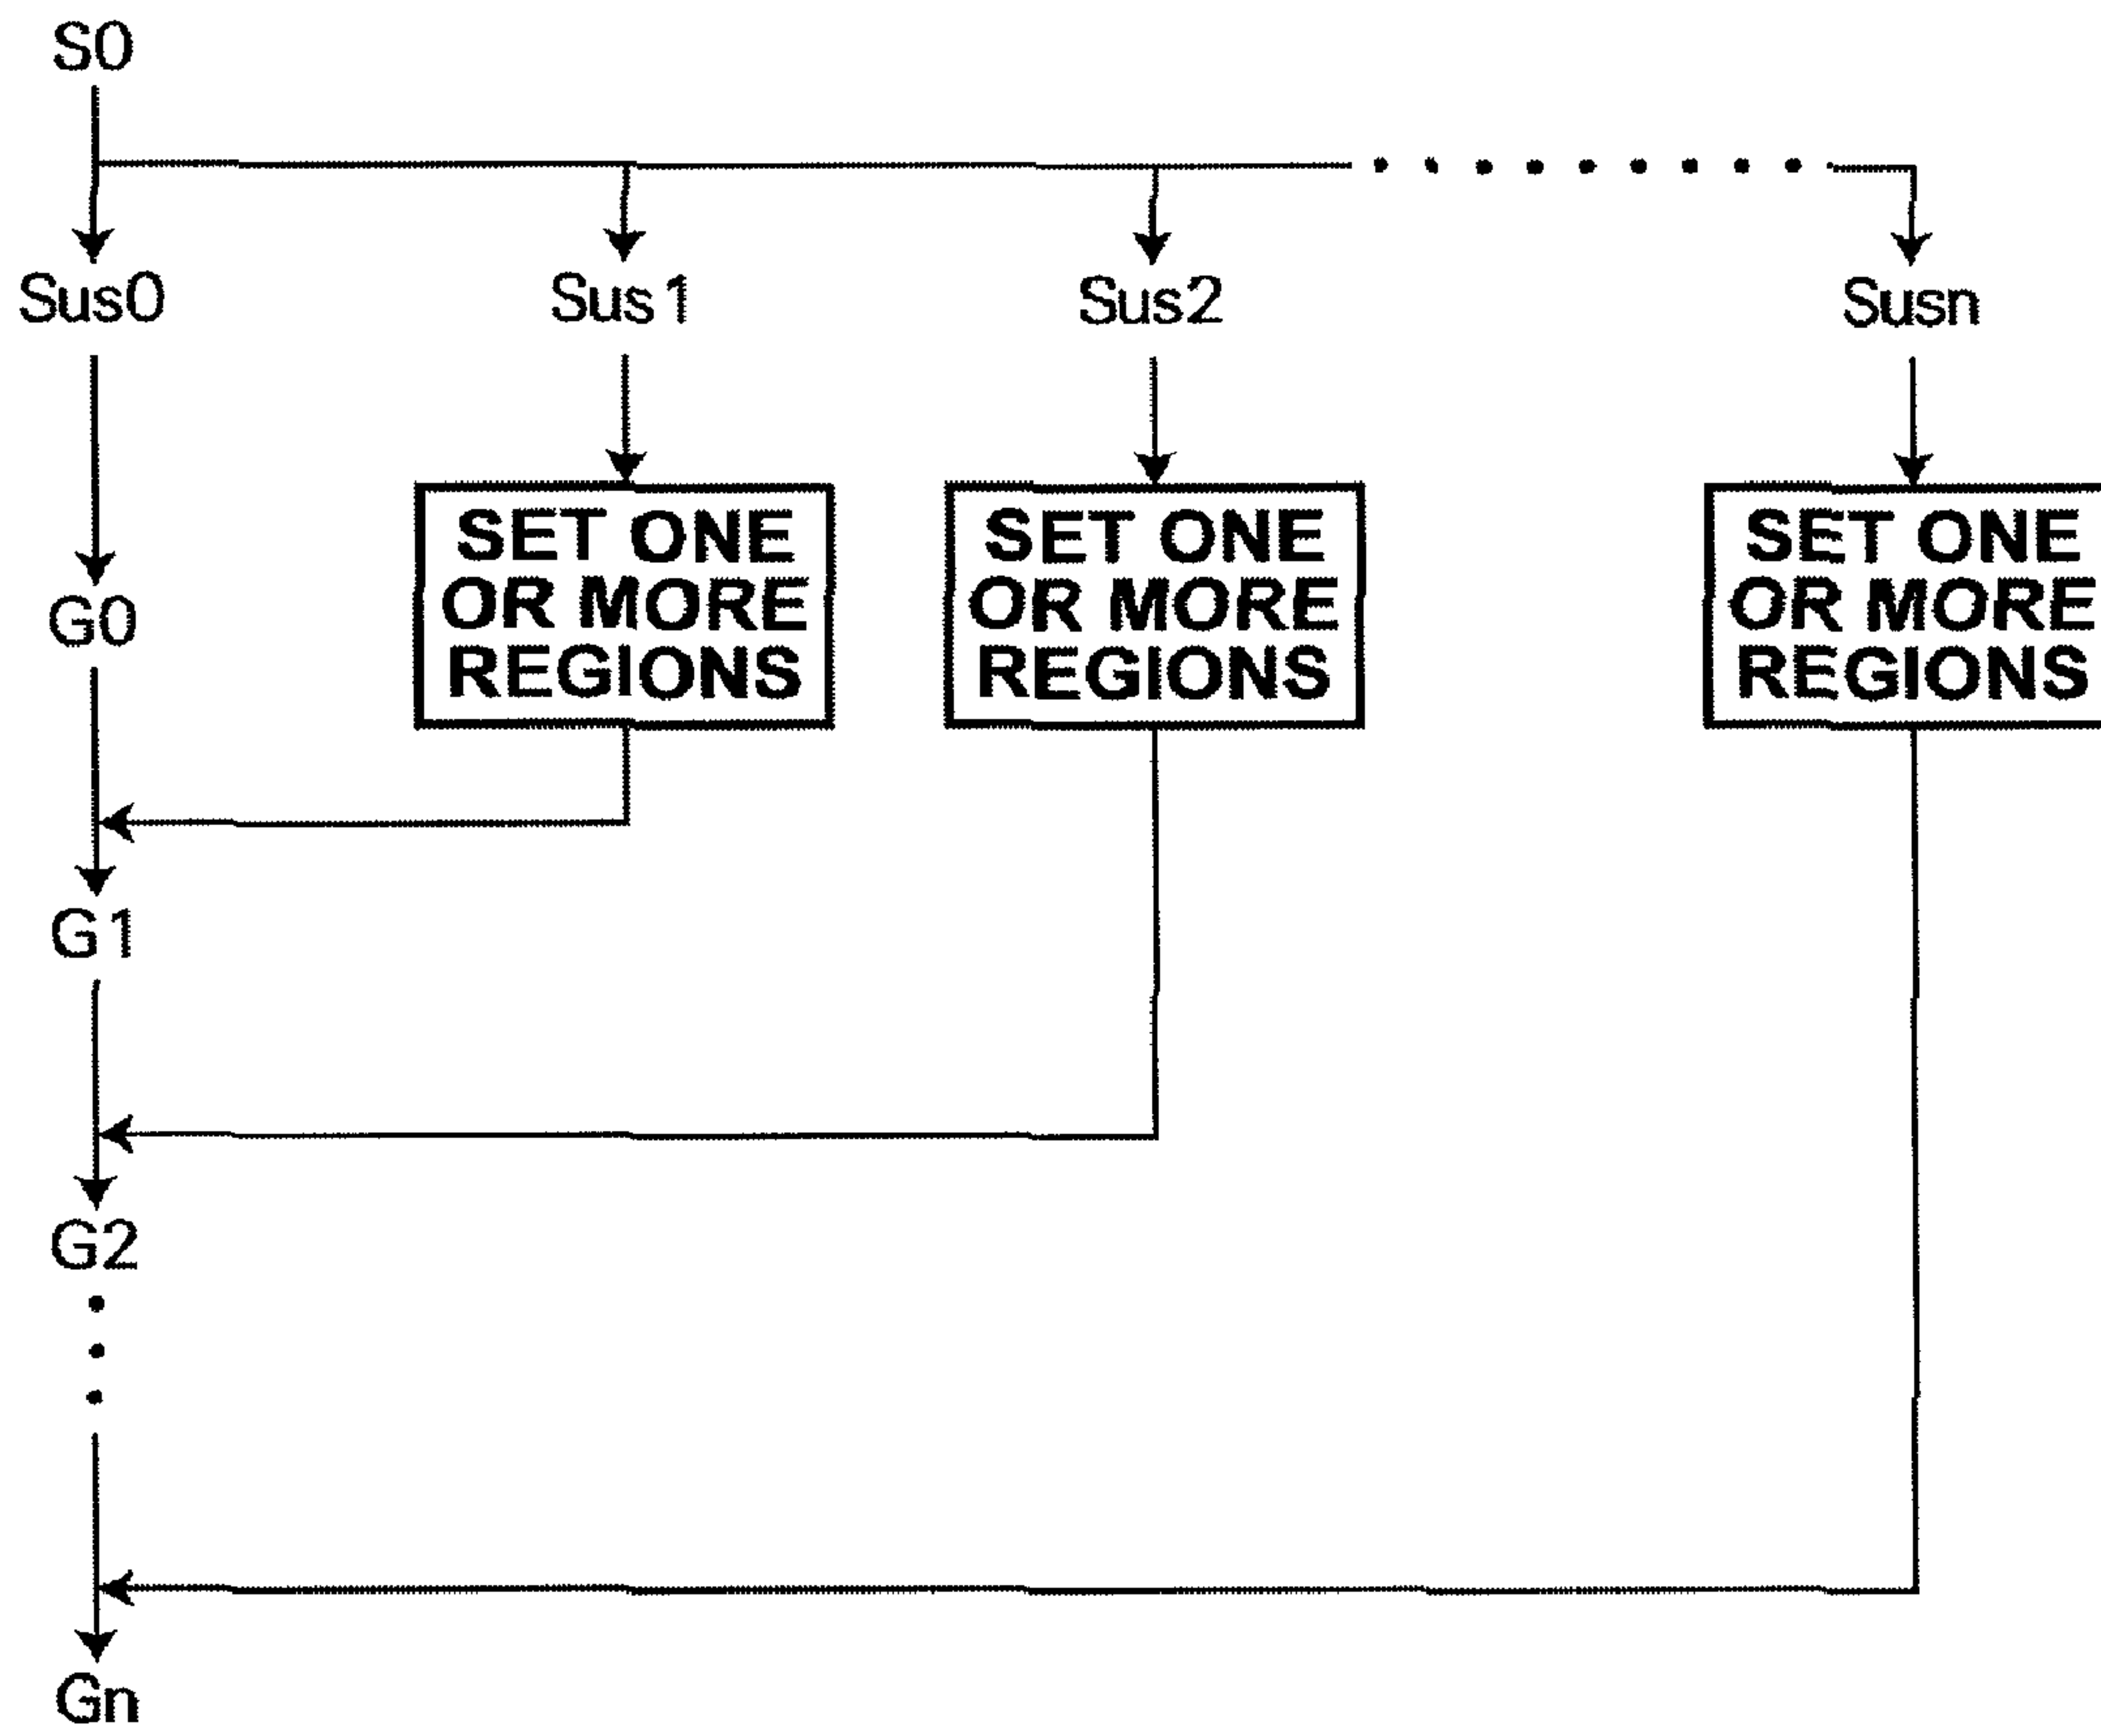 S0
Sus0
Sus1
Sus2
Susn
SET ONE
OR MORE
REGIONS
SET ONE
OR MORE
REGIONS
SET ONE
OR MORE
REGIONS
G0
G1
G2
Gn